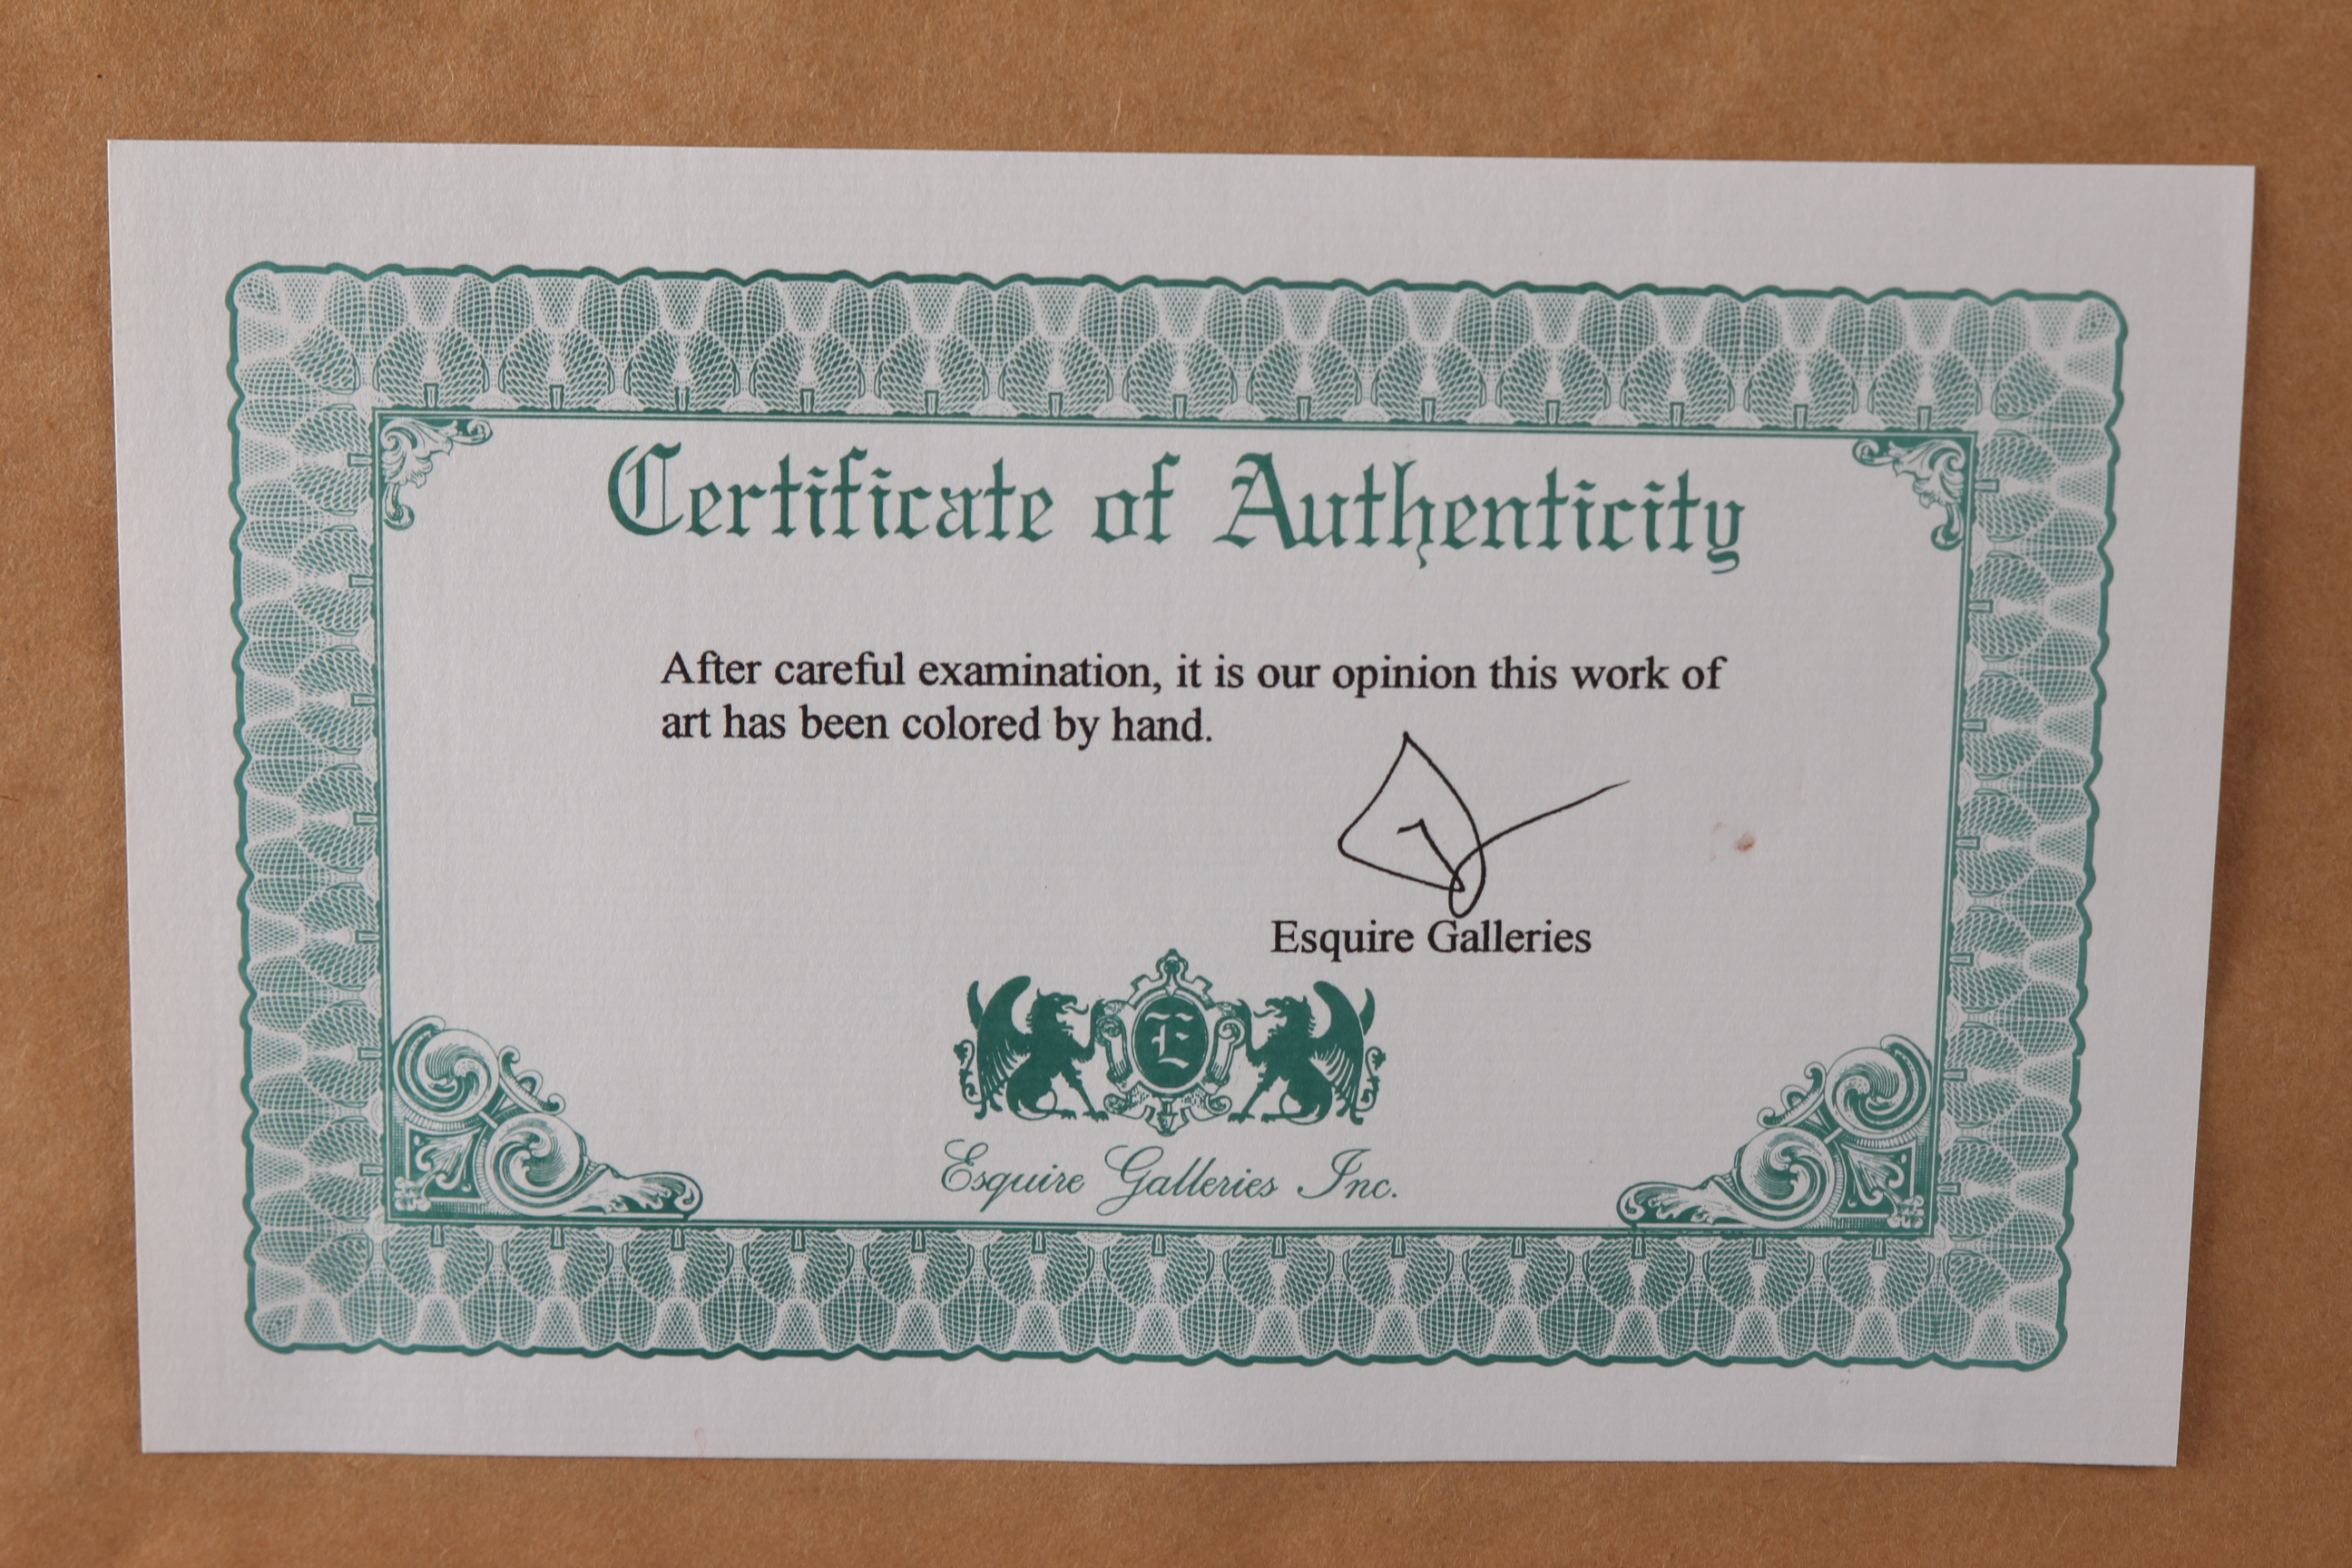 Certificate of Authenticity
After careful examination, it is our opinion this work of
art has been colored by hand.
Esquire Galleries
E
Esquire Galleries Inc.